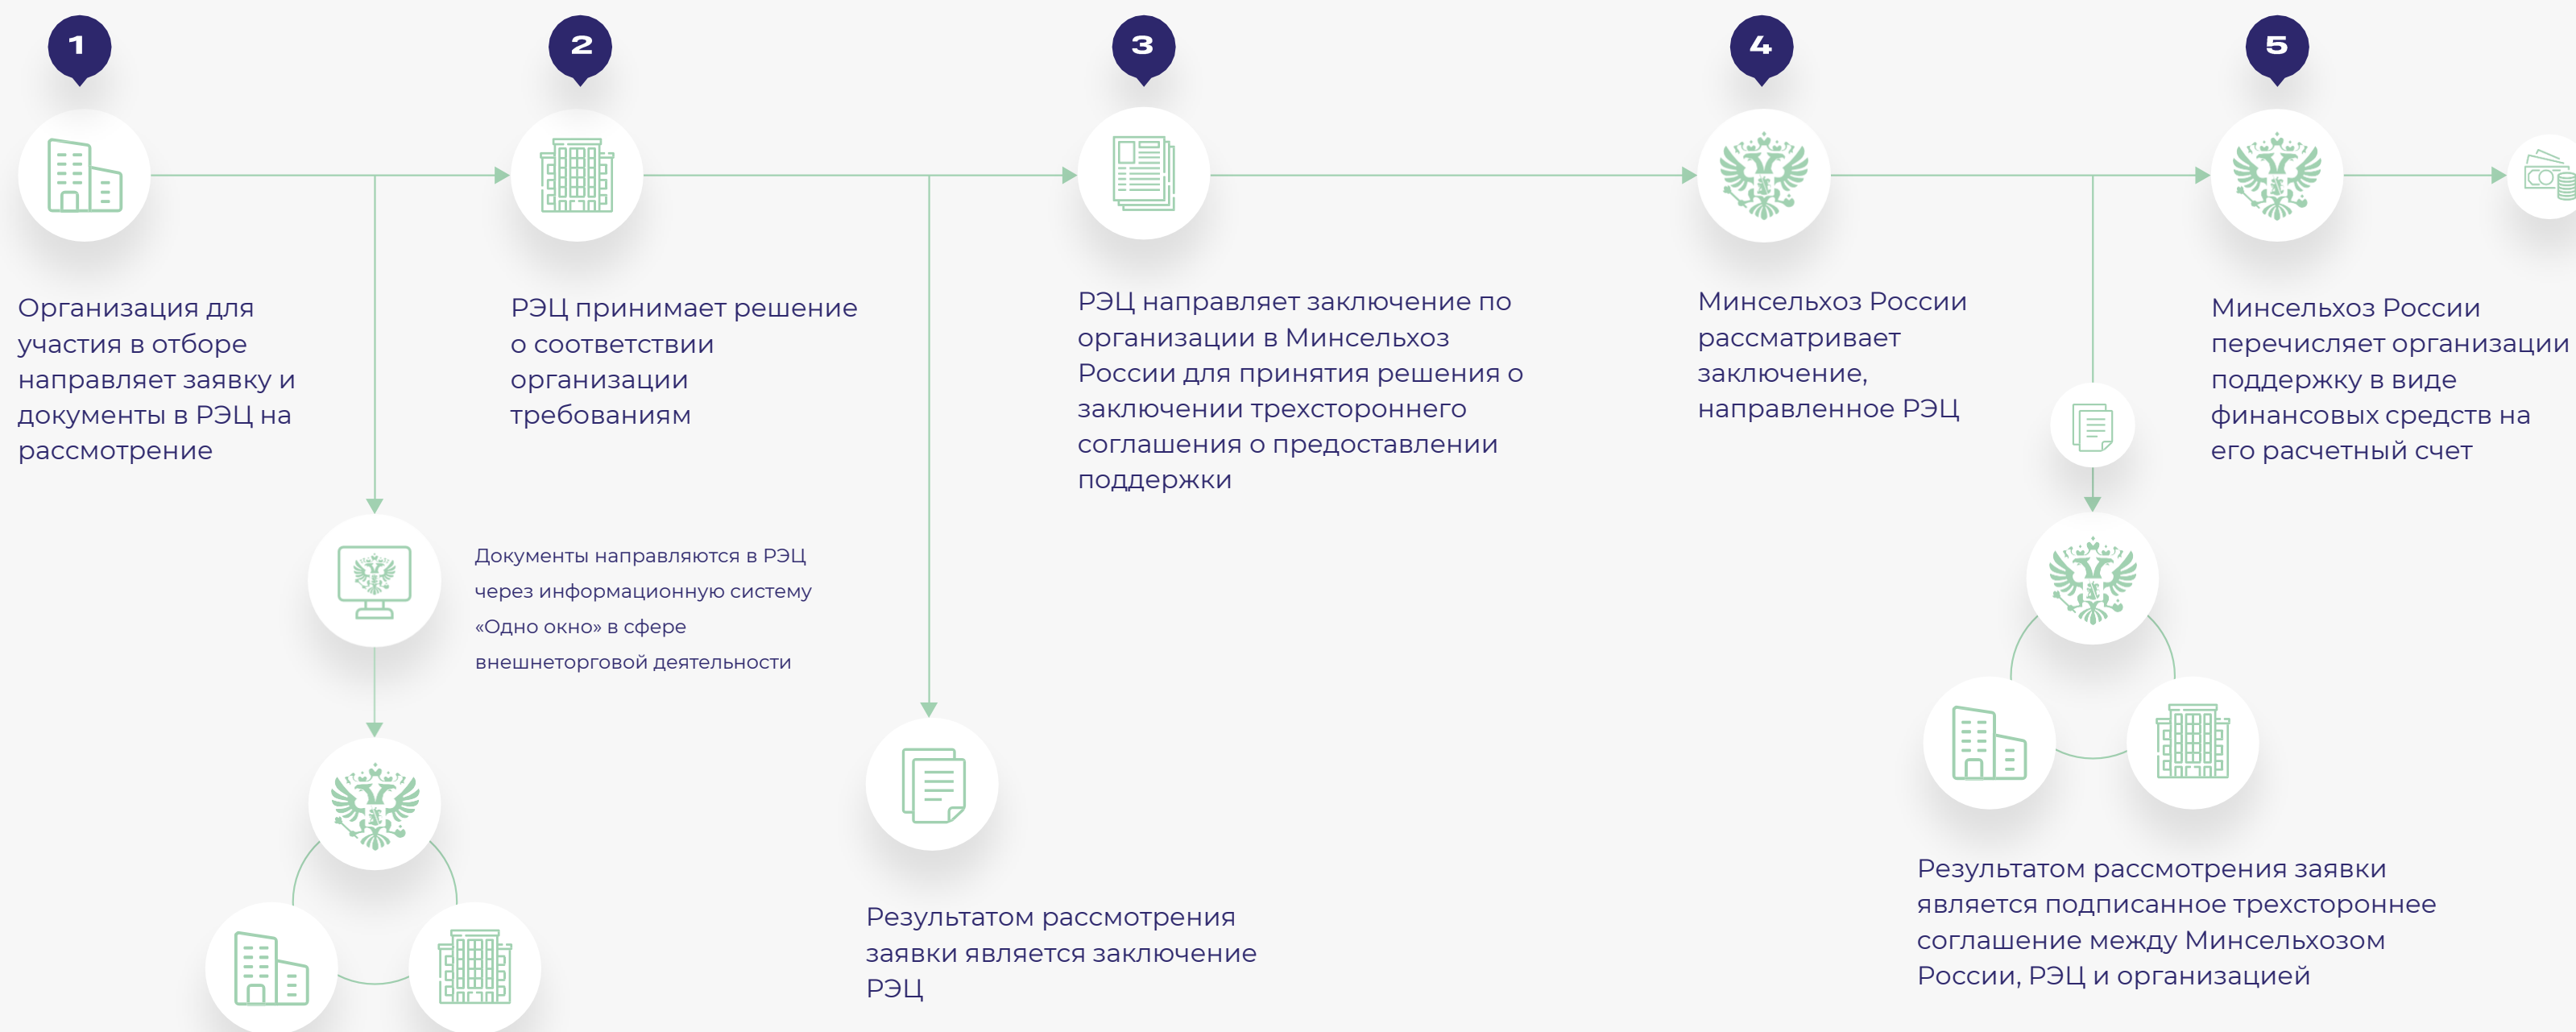 1
2
3
4
5
Организация для
участия в отборе
направляет заявку и
документы в РЭЦ на
рассмотрение
РЭЦ принимает решение
о соответствии
организации
требованиям
РЭЦ направляет заключение по
организации в Минсельхоз
России для принятия решения о
заключении трехстороннего
соглашения о предоставлении
поддержки
Минсельхоз России
рассматривает
заключение,
направленное РЭЦ
Минсельхоз России
перечисляет организации
поддержку в виде
финансовых средств на
его расчетный счет
Документы направляются в РЭЦ
через информационную систему
«Одно окно» в сфере
внешнеторговой деятельности
Результатом рассмотрения
заявки является заключение
РЭЦ
Результатом рассмотрения заявки
является подписанное трехстороннее
соглашение между Минсельхозом
России, РЭЦ и организацией